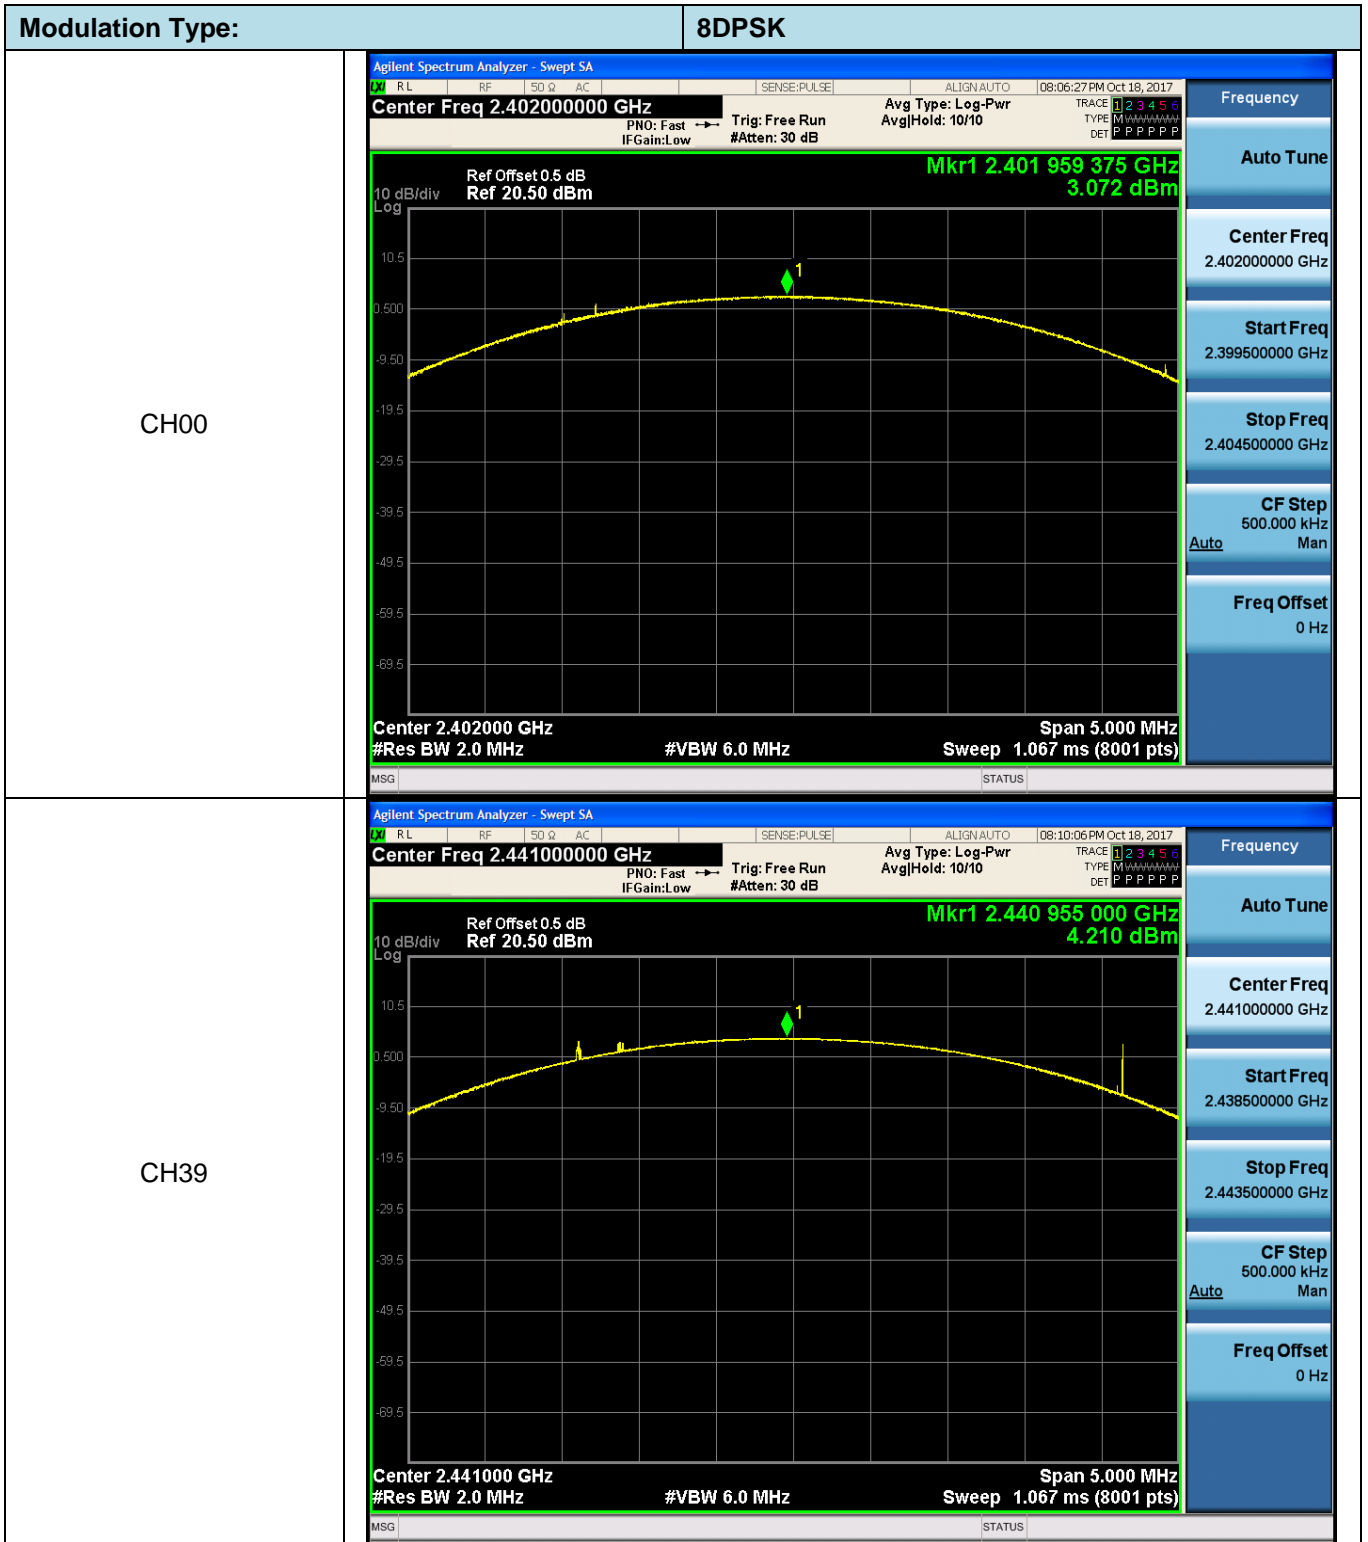 Modulation Type: 8DPSK
CH00
Agilent Spectrum Analyzer - Swept SA
LXI RL RF 50 Ω AC SENSE:PULSE ALIGN AUTO 08:06:27 PM Oct 18, 2017
Center Freq 2.402000000 GHz
PNO: Fast
IFGain:Low
Trig: Free Run
#Atten: 30 dB
Avg Type: Log-Pwr
Avg|Hold: 10/10
TRACE 1 2 3 4 5 6
TYPE M
DET P P P P P P
Mkr1 2.401 959 375 GHz
3.072 dBm
Ref Offset 0.5 dB
10 dB/div Ref 20.50 dBm
Log
1
10.5
0.500
-9.50
-19.5
-29.5
-39.5
-49.5
-59.5
-69.5
Center 2.402000 GHz Span 5.000 MHz
#Res BW 2.0 MHz #VBW 6.0 MHz Sweep 1.067 ms (8001 pts)
MSG STATUS
Frequency
Auto Tune
Center Freq
2.402000000 GHz
Start Freq
2.399500000 GHz
Stop Freq
2.404500000 GHz
CF Step
500.000 kHz
Auto Man
Freq Offset
0 Hz
CH39
Agilent Spectrum Analyzer - Swept SA
LXI RL RF 50 Ω AC SENSE:PULSE ALIGN AUTO 08:10:06 PM Oct 18, 2017
Center Freq 2.441000000 GHz
PNO: Fast
IFGain:Low
Trig: Free Run
#Atten: 30 dB
Avg Type: Log-Pwr
Avg|Hold: 10/10
TRACE 1 2 3 4 5 6
TYPE M
DET P P P P P P
Mkr1 2.440 955 000 GHz
4.210 dBm
Ref Offset 0.5 dB
10 dB/div Ref 20.50 dBm
Log
1
10.5
0.500
-9.50
-19.5
-29.5
-39.5
-49.5
-59.5
-69.5
Center 2.441000 GHz Span 5.000 MHz
#Res BW 2.0 MHz #VBW 6.0 MHz Sweep 1.067 ms (8001 pts)
MSG STATUS
Frequency
Auto Tune
Center Freq
2.441000000 GHz
Start Freq
2.438500000 GHz
Stop Freq
2.443500000 GHz
CF Step
500.000 kHz
Auto Man
Freq Offset
0 Hz